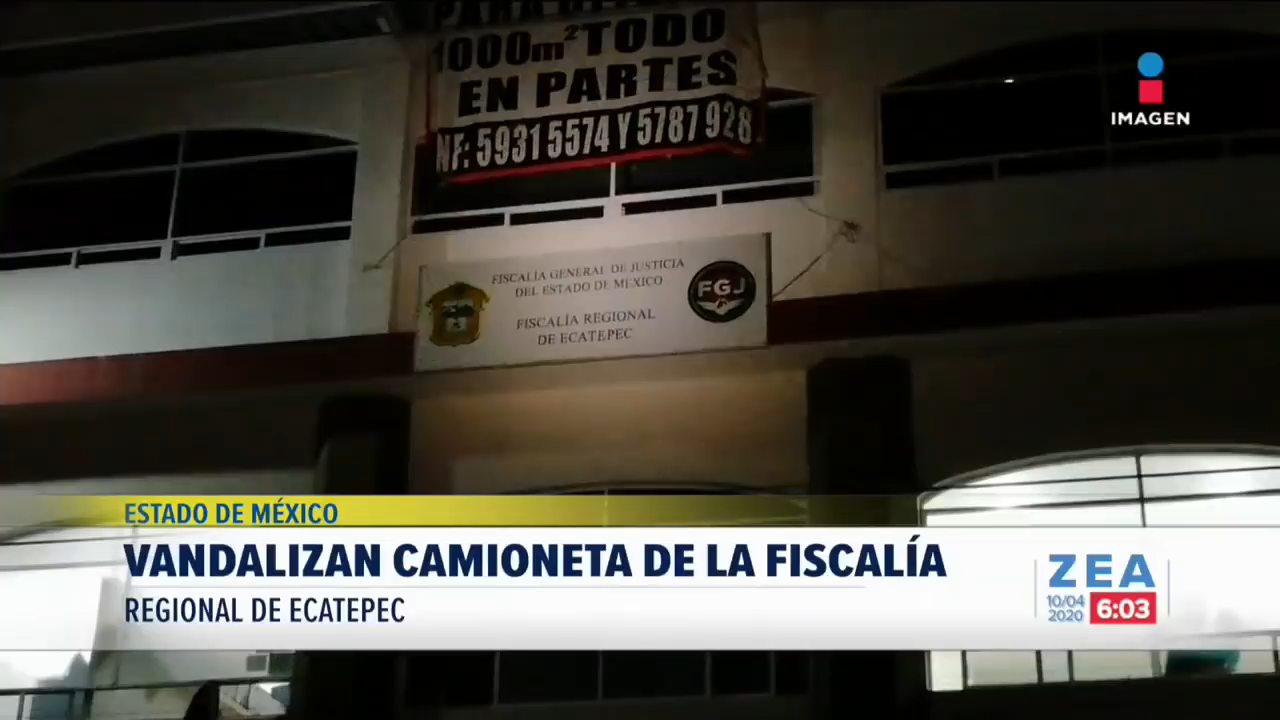 1000m² TODO
EN PARTES
NF: 5931 5574 Y 5787 928
IMAGEN
FISCALÍA GENERAL DE JUSTICIA
DEL ESTADO DE MÉXICO
FGJ
FISCALÍA REGIONAL
DE ECATEPEC
ESTADO DE MÉXICO
VANDALIZAN CAMIONETA DE LA FISCALÍA
REGIONAL DE ECATEPEC
ZEA
10/04
2020
6:03